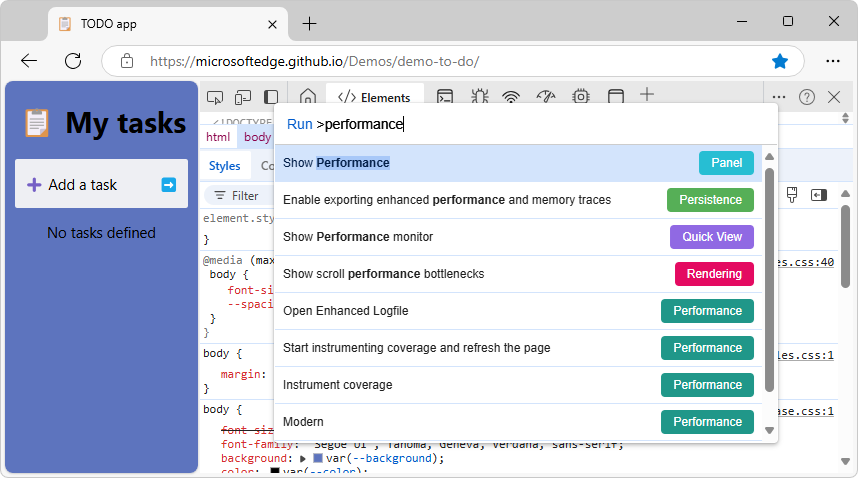 TODO app
https://microsoftedge.github.io/Demos/demo-to-do/
My tasks
Add a task
No tasks defined
Elements
<!DOCTYPE
html body
Styles Co
Filter
element.sty
}
@media (max
es.css:40
body {
font-si
--spaci
}
}
body {
les.css:1
margin:
}
body {
ase.css:1
font-siz
font-family: "Segoe UI", Tahoma, Geneva, Verdana, sans-serif;
background: var(--background);
color: var(--color);
Run >performance
Show Performance Panel
Enable exporting enhanced performance and memory traces Persistence
Show Performance monitor Quick View
Show scroll performance bottlenecks Rendering
Open Enhanced Logfile Performance
Start instrumenting coverage and refresh the page Performance
Instrument coverage Performance
Modern Performance